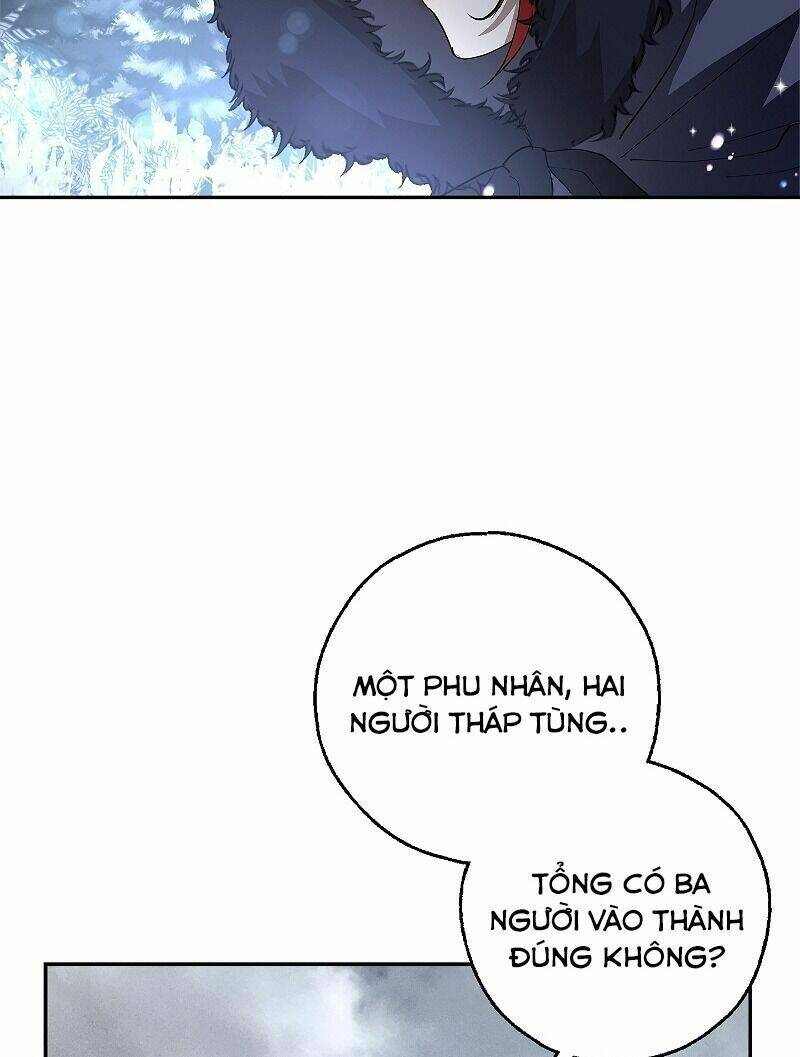 MỘT PHU NHÂN, HAI
NGƯỜI THÁP TÙNG..
TỔNG CÓ BA
NGƯỜI VÀO THÀNH
ĐÚNG KHÔNG?